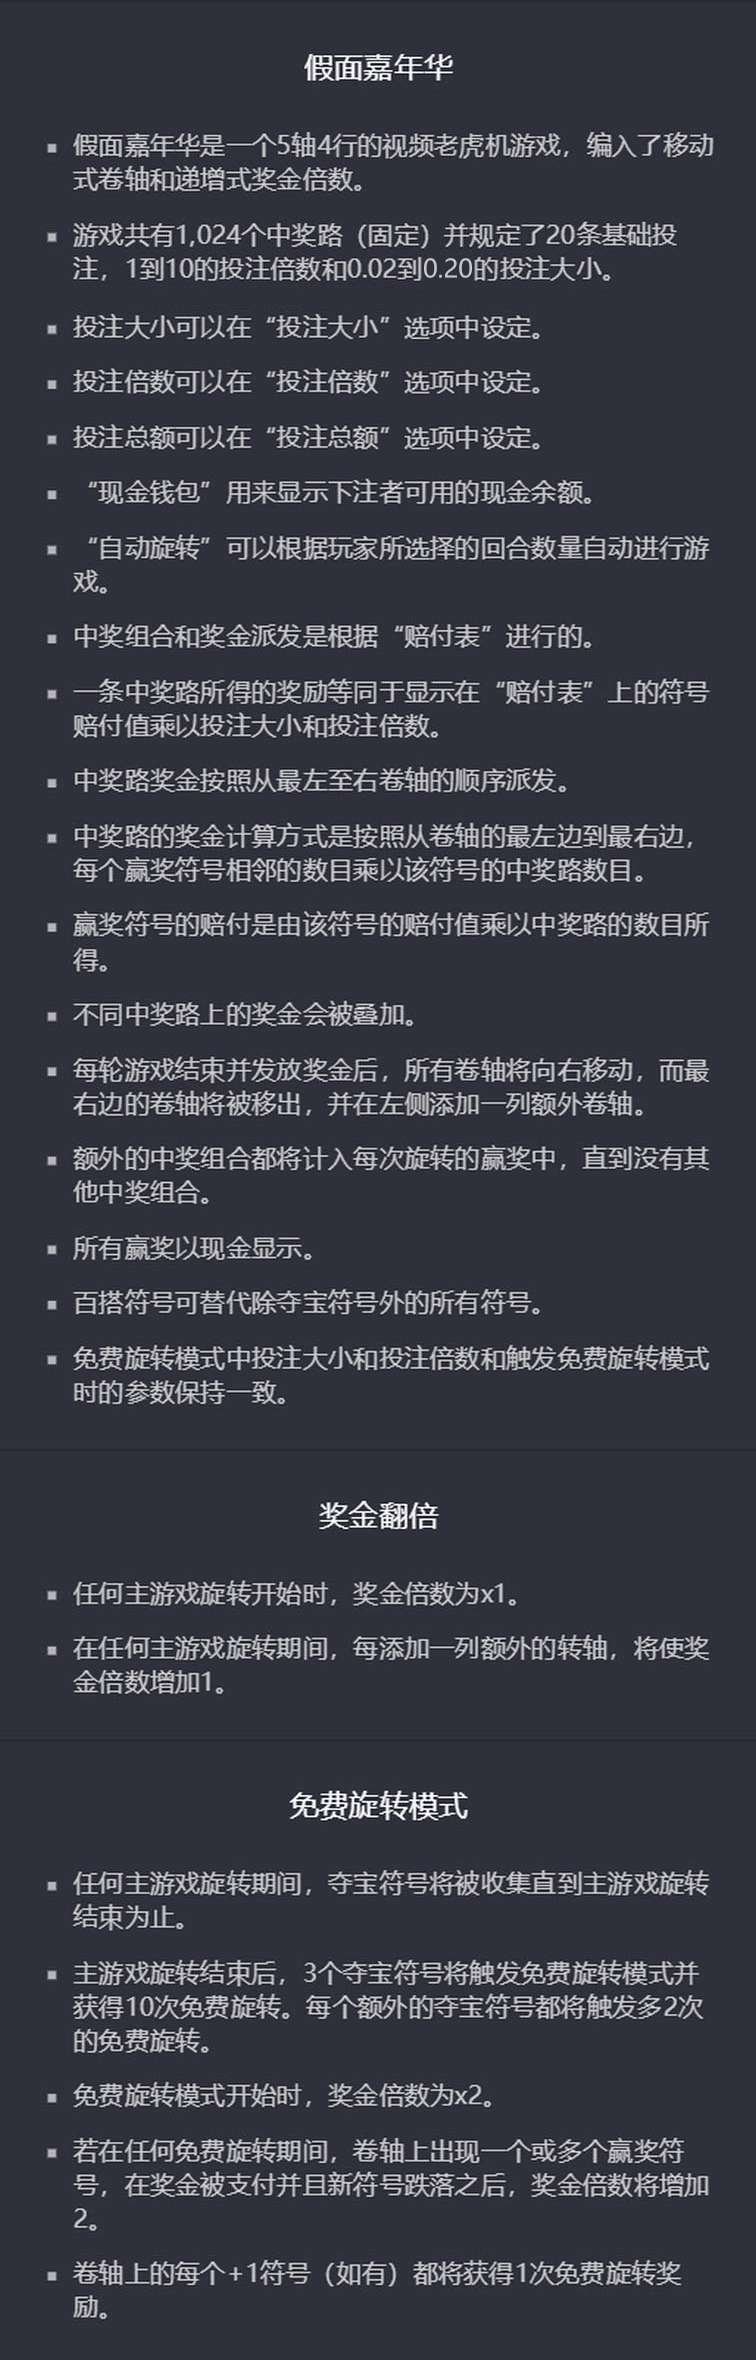 假面嘉年华
▪ 假面嘉年华是一个5轴4行的视频老虎机游戏，编入了移动
式卷轴和递增式奖金倍数。
▪ 游戏共有1,024个中奖路（固定）并规定了20条基础投
注，1到10的投注倍数和0.02到0.20的投注大小。
▪ 投注大小可以在“投注大小”选项中设定。
▪ 投注倍数可以在“投注倍数”选项中设定。
▪ 投注总额可以在“投注总额”选项中设定。
▪ “现金钱包”用来显示下注者可用的现金余额。
▪ “自动旋转”可以根据玩家所选择的回合数量自动进行游
戏。
▪ 中奖组合和奖金派发是根据“赔付表”进行的。
▪ 一条中奖路所得的奖励等同于显示在“赔付表”上的符号
赔付值乘以投注大小和投注倍数。
▪ 中奖路奖金按照从最左至右卷轴的顺序派发。
▪ 中奖路的奖金计算方式是按照从卷轴的最左边到最右边，
每个赢奖符号相邻的数目乘以该符号的中奖路数目。
▪ 赢奖符号的赔付是由该符号的赔付值乘以中奖路的数目所
得。
▪ 不同中奖路上的奖金会被叠加。
▪ 每轮游戏结束并发放奖金后，所有卷轴将向右移动，而最
右边的卷轴将被移出，并在左侧添加一列额外卷轴。
▪ 额外的中奖组合都将计入每次旋转的赢奖中，直到没有其
他中奖组合。
▪ 所有赢奖以现金显示。
▪ 百搭符号可替代除夺宝符号外的所有符号。
▪ 免费旋转模式中投注大小和投注倍数和触发免费旋转模式
时的参数保持一致。
奖金翻倍
▪ 任何主游戏旋转开始时，奖金倍数为x1。
▪ 在任何主游戏旋转期间，每添加一列额外的转轴，将使奖
金倍数增加1。
免费旋转模式
▪ 任何主游戏旋转期间，夺宝符号将被收集直到主游戏旋转
结束为止。
▪ 主游戏旋转结束后，3个夺宝符号将触发免费旋转模式并
获得10次免费旋转。每个额外的夺宝符号都将触发多2次
的免费旋转。
▪ 免费旋转模式开始时，奖金倍数为x2。
▪ 若在任何免费旋转期间，卷轴上出现一个或多个赢奖符
号，在奖金被支付并且新符号跌落之后，奖金倍数将增加
2。
▪ 卷轴上的每个+1符号（如有）都将获得1次免费旋转奖
励。